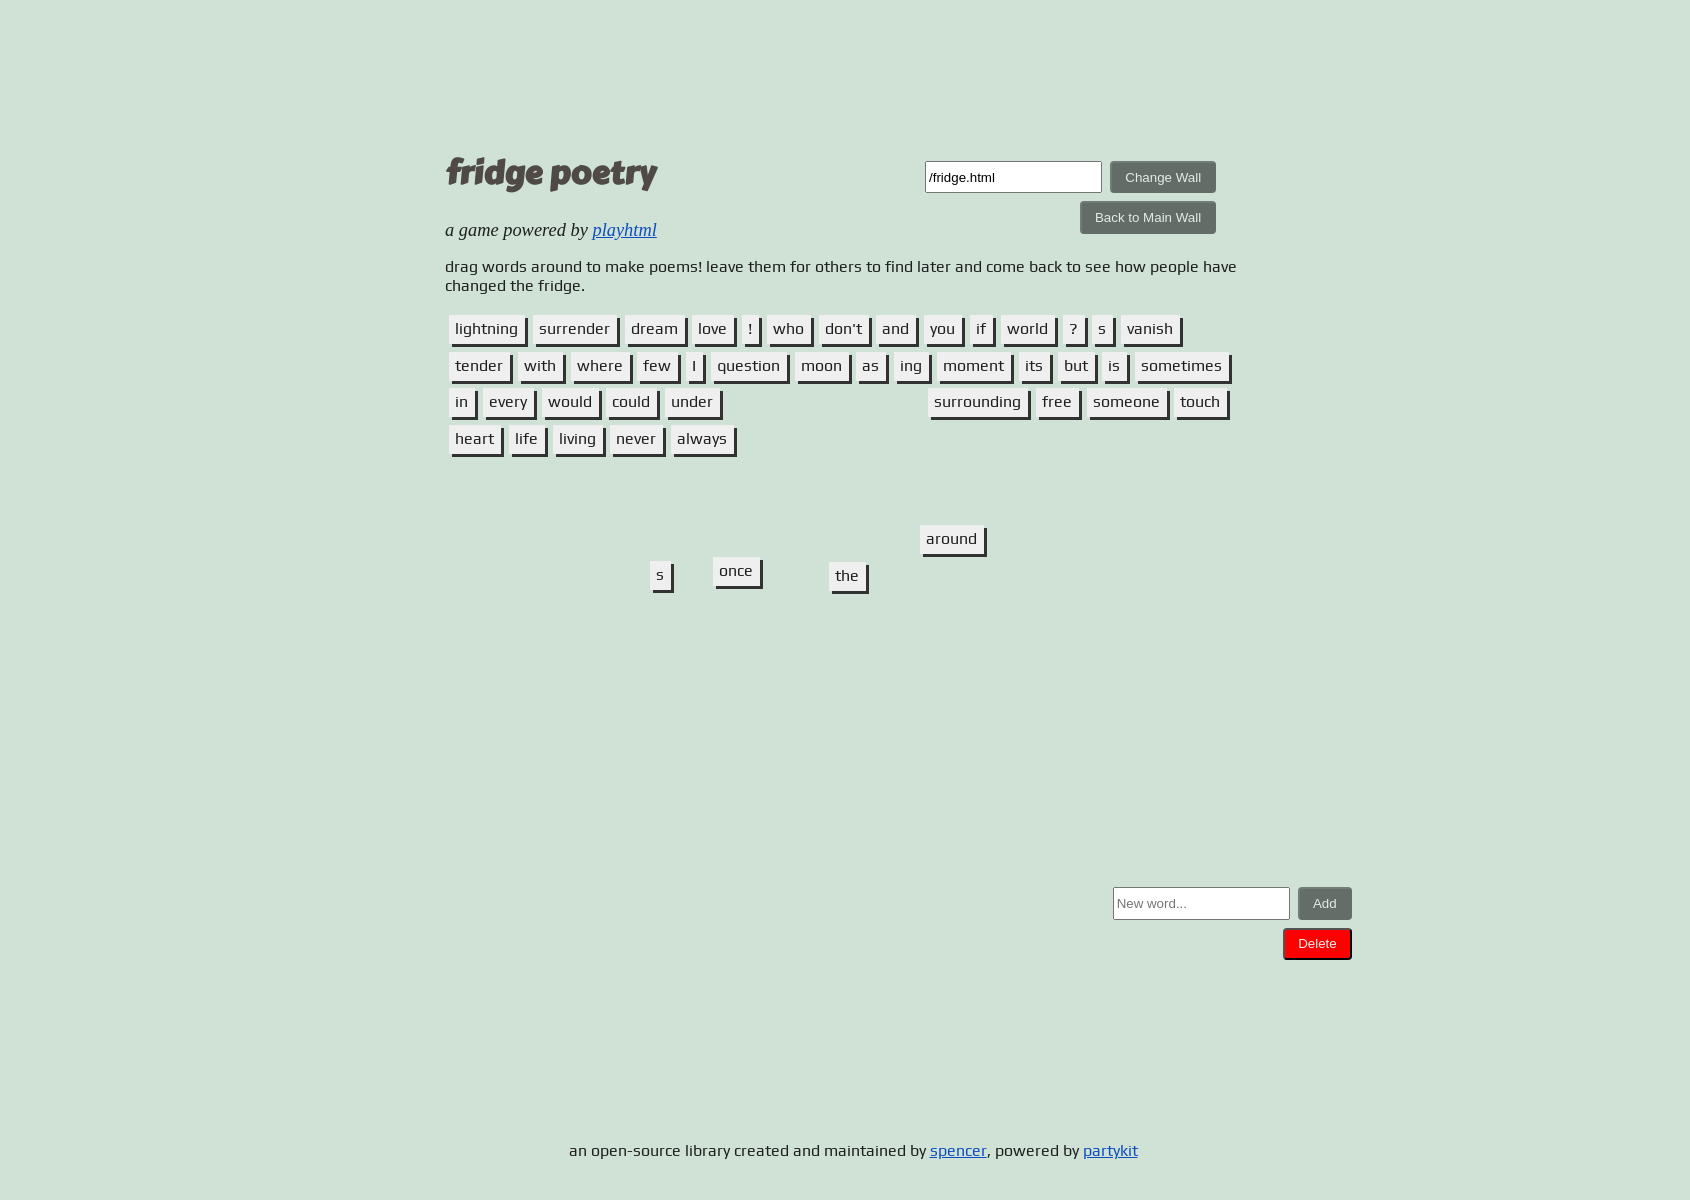 fridge poetry
/fridge.html
Change Wall
Back to Main Wall
a game powered by playhtml
drag words around to make poems! leave them for others to find later and come back to see how people have
changed the fridge.
lightning surrender dream love ! who don't and you if world ? s vanish
tender with where few I question moon as ing moment its but is sometimes
in every would could under surrounding free someone touch
heart life living never always
around
s once the
New word...
Add
Delete
an open-source library created and maintained by spencer, powered by partykit